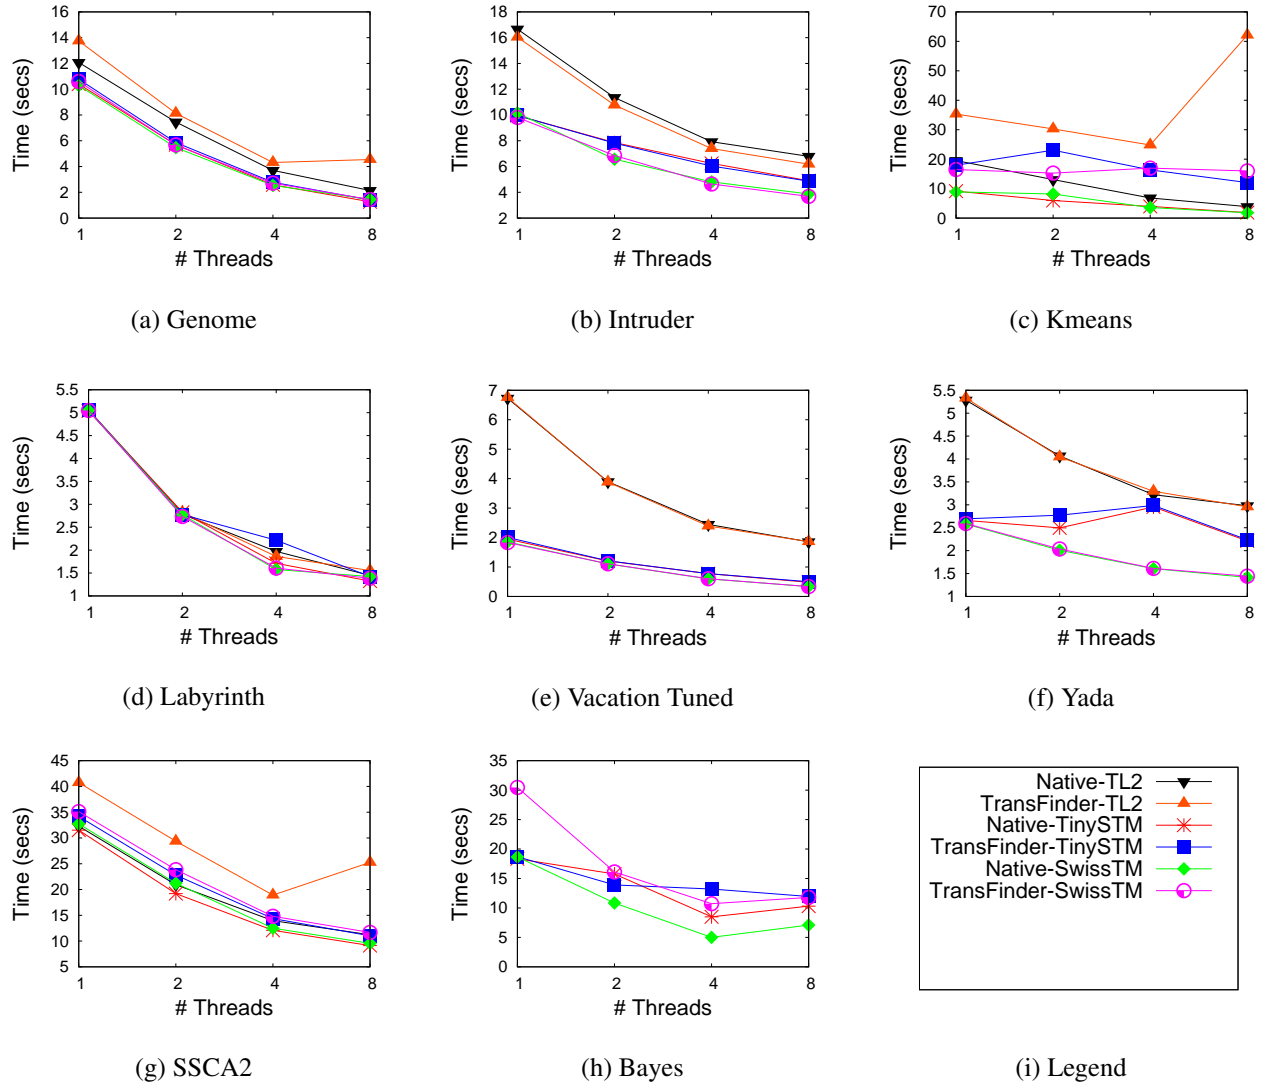 16
14
12
10
8
6
4
2
0
Time (secs)
1 2 4 8
# Threads
(a) Genome
18
16
14
12
10
8
6
4
2
Time (secs)
1 2 4 8
# Threads
(b) Intruder
70
60
50
40
30
20
10
0
Time (secs)
1 2 4 8
# Threads
(c) Kmeans
5.5
5
4.5
4
3.5
3
2.5
2
1.5
1
Time (secs)
1 2 4 8
# Threads
(d) Labyrinth
7
6
5
4
3
2
1
0
Time (secs)
1 2 4 8
# Threads
(e) Vacation Tuned
5.5
5
4.5
4
3.5
3
2.5
2
1.5
1
Time (secs)
1 2 4 8
# Threads
(f) Yada
45
40
35
30
25
20
15
10
5
Time (secs)
1 2 4 8
# Threads
(g) SSCA2
35
30
25
20
15
10
5
0
Time (secs)
1 2 4 8
# Threads
(h) Bayes
Native-TL2
TransFinder-TL2
Native-TinySTM
TransFinder-TinySTM
Native-SwissTM
TransFinder-SwissTM
(i) Legend